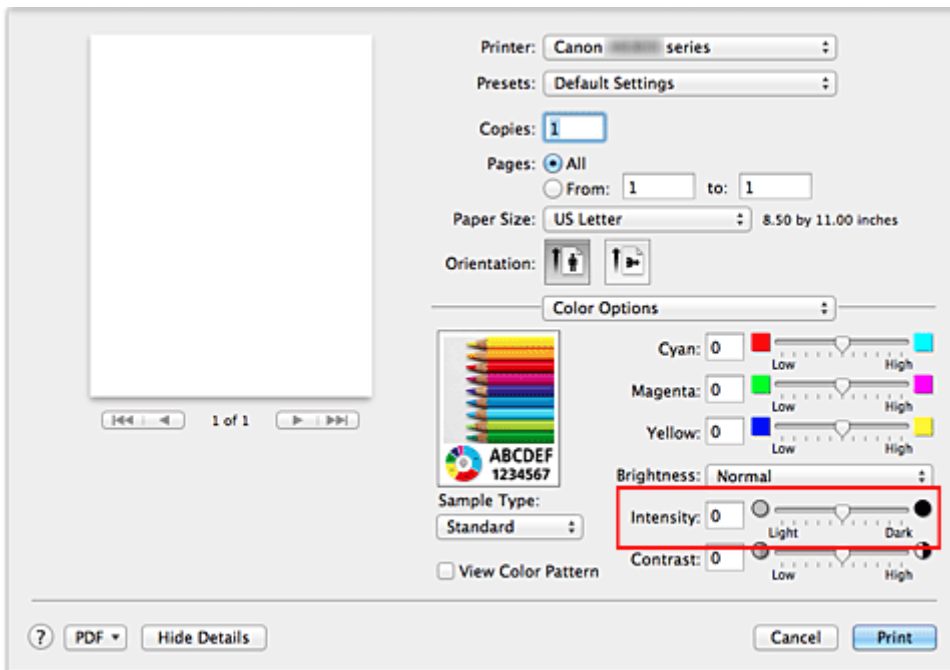 Printer: Canon series
Presets: Default Settings
Copies: 1
Pages: All
From: 1 to: 1
Paper Size: US Letter 8.50 by 11.00 inches
Orientation:
Color Options
Cyan: 0
Low High
Magenta: 0
Low High
Yellow: 0
Low High
Brightness: Normal
Intensity: 0
Light Dark
Contrast: 0
Low High
ABCDEF
1234567
Sample Type:
Standard
View Color Pattern
1 of 1
? PDF Hide Details Cancel Print